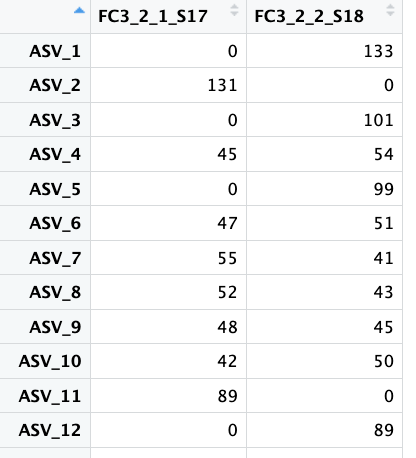 FC3_2_1_S17 FC3_2_2_S18
ASV_1 0 133
ASV_2 131 0
ASV_3 0 101
ASV_4 45 54
ASV_5 0 99
ASV_6 47 51
ASV_7 55 41
ASV_8 52 43
ASV_9 48 45
ASV_10 42 50
ASV_11 89 0
ASV_12 0 89